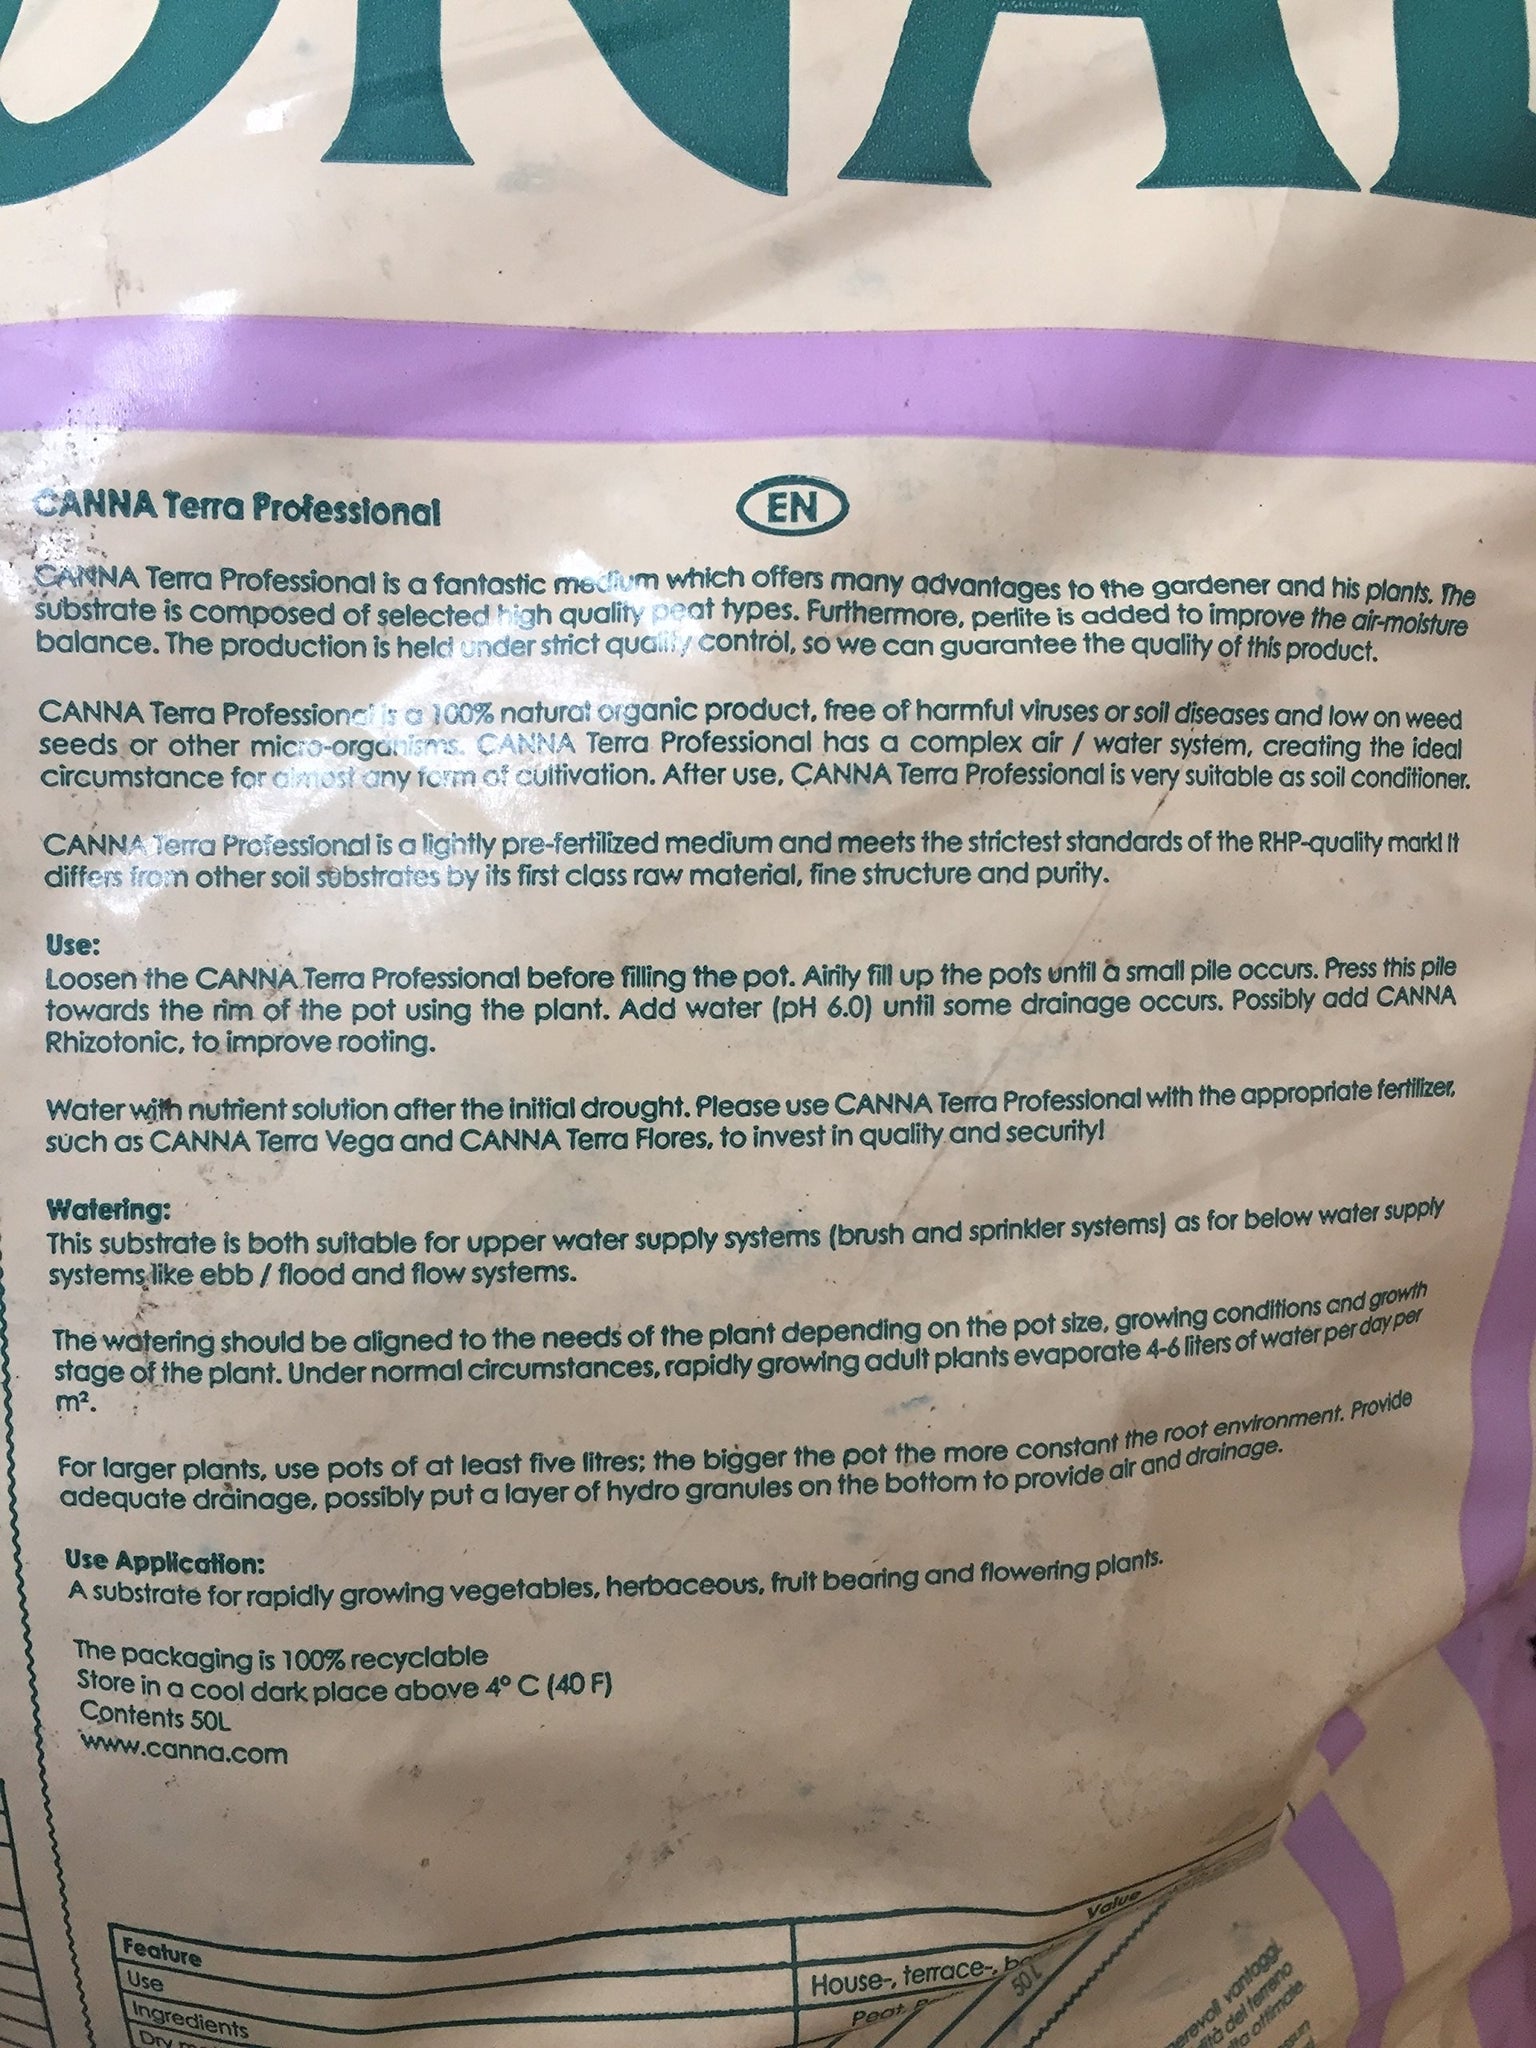 CANNA Terra Professional EN
CANNA Terra Professional is a fantastic medium which offers many advantages to the gardener and his plants. The
substrate is composed of selected high quality peat types. Furthermore, perlite is added to improve the air-moisture
balance. The production is held under strict quality control, so we can guarantee the quality of this product.
CANNA Terra Professional is a 100% natural organic product, free of harmful viruses or soil diseases and low on weed
seeds or other micro-organisms. CANNA Terra Professional has a complex air / water system, creating the ideal
circumstance for almost any form of cultivation. After use, CANNA Terra Professional is very suitable as soil conditioner.
CANNA Terra Professional is a lightly pre-fertilized medium and meets the strictest standards of the RHP-quality mark! It
differs from other soil substrates by its first class raw material, fine structure and purity.
Use:
Loosen the CANNA Terra Professional before filling the pot. Airily fill up the pots until a small pile occurs. Press this pile
towards the rim of the pot using the plant. Add water (pH 6.0) until some drainage occurs. Possibly add CANNA
Rhizotonic, to improve rooting.
Water with nutrient solution after the initial drought. Please use CANNA Terra Professional with the appropriate fertilizer,
such as CANNA Terra Vega and CANNA Terra Flores, to invest in quality and security!
Watering:
This substrate is both suitable for upper water supply systems (brush and sprinkler systems) as for below water supply
systems like ebb / flood and flow systems.
The watering should be aligned to the needs of the plant depending on the pot size, growing conditions and growth
stage of the plant. Under normal circumstances, rapidly growing adult plants evaporate 4-6 liters of water per day per
m².
For larger plants, use pots of at least five litres; the bigger the pot the more constant the root environment. Provide
adequate drainage, possibly put a layer of hydro granules on the bottom to provide air and drainage.
Use Application:
A substrate for rapidly growing vegetables, herbaceous, fruit bearing and flowering plants.
The packaging is 100% recyclable
Store in a cool dark place above 4° C (40 F)
Contents 50L
www.canna.com
Feature Value
Use House-, terrace-,
Ingredients Peat
Dry
50 L
vantaggi
del terreno
ottimale.